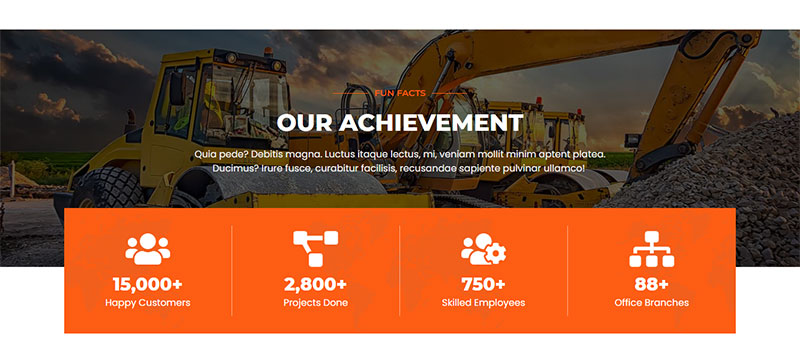 FUN FACTS
OUR ACHIEVEMENT
Quia pede? Debitis magna. Luctus itaque lectus, mi, veniam mollit minim aptent platea.
Ducimus? Irure fusce, curabitur facilisis, recusandae sapiente pulvinar ullamco!
15,000+
Happy Customers
2,800+
Projects Done
750+
Skilled Employees
88+
Office Branches